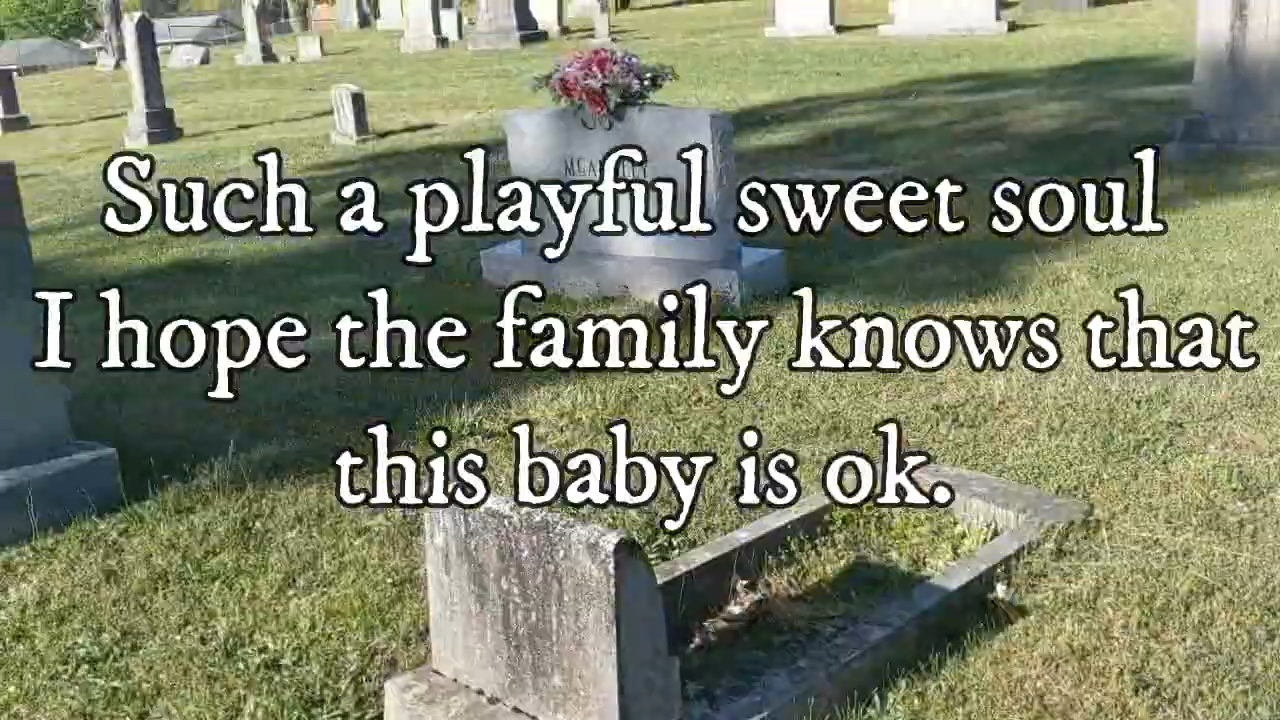 Such a playful sweet soul
I hope the family knows that
this baby is ok.